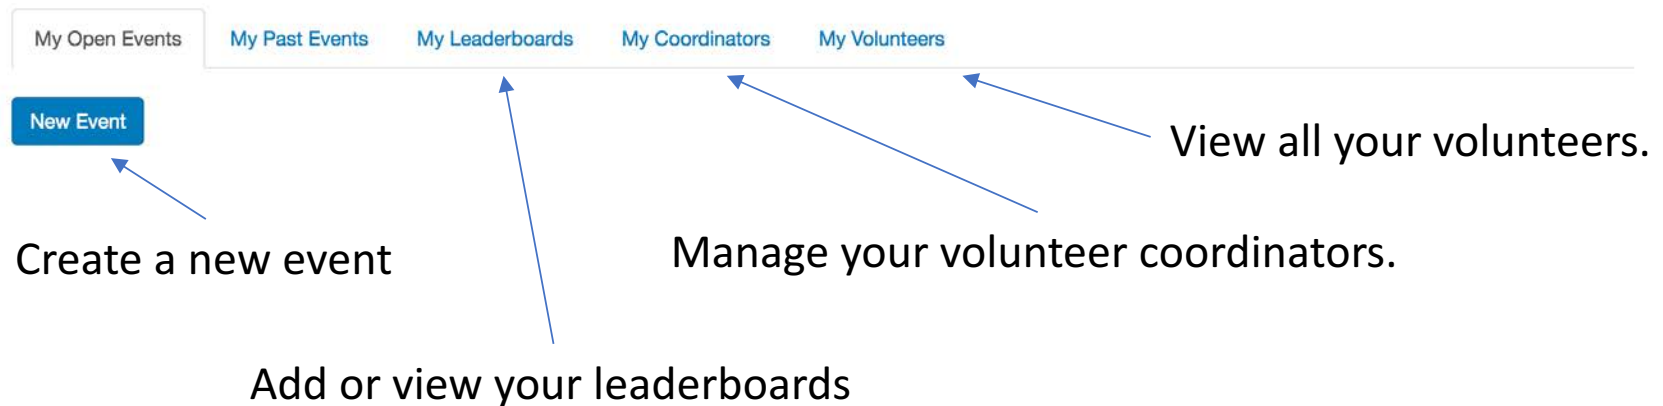 My Open Events My Past Events My Leaderboards My Coordinators My Volunteers
New Event
View all your volunteers.
Manage your volunteer coordinators.
Create a new event
Add or view your leaderboards